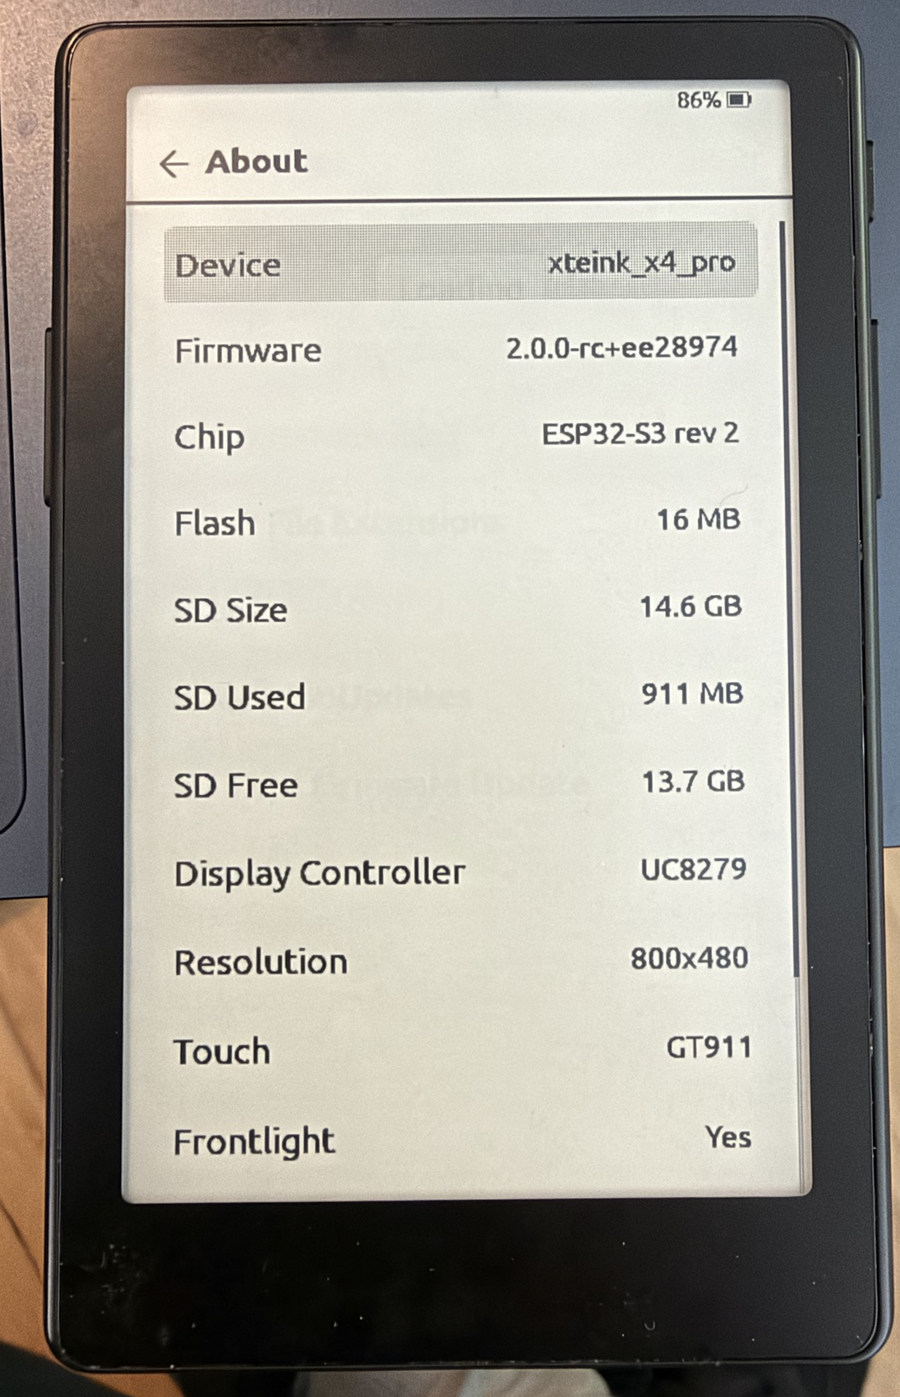 86%
← About
Device xteink_x4_pro
Firmware 2.0.0-rc+ee28974
Chip ESP32-S3 rev 2
Flash 16 MB
SD Size 14.6 GB
SD Used 911 MB
SD Free 13.7 GB
Display Controller UC8279
Resolution 800x480
Touch GT911
Frontlight Yes